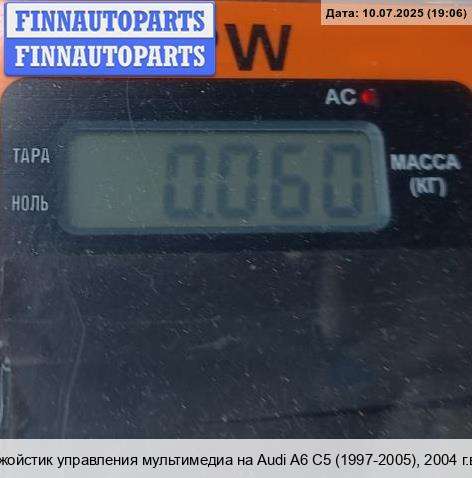 FINNAUTOPARTS
FINNAUTOPARTS
Дата: 10.07.2025 (19:06)
W
AC
ТАРА
НОЛЬ
0.060
МАССА
(КГ)
жойстик управления мультимедиа на Audi A6 C5 (1997-2005), 2004 г.в